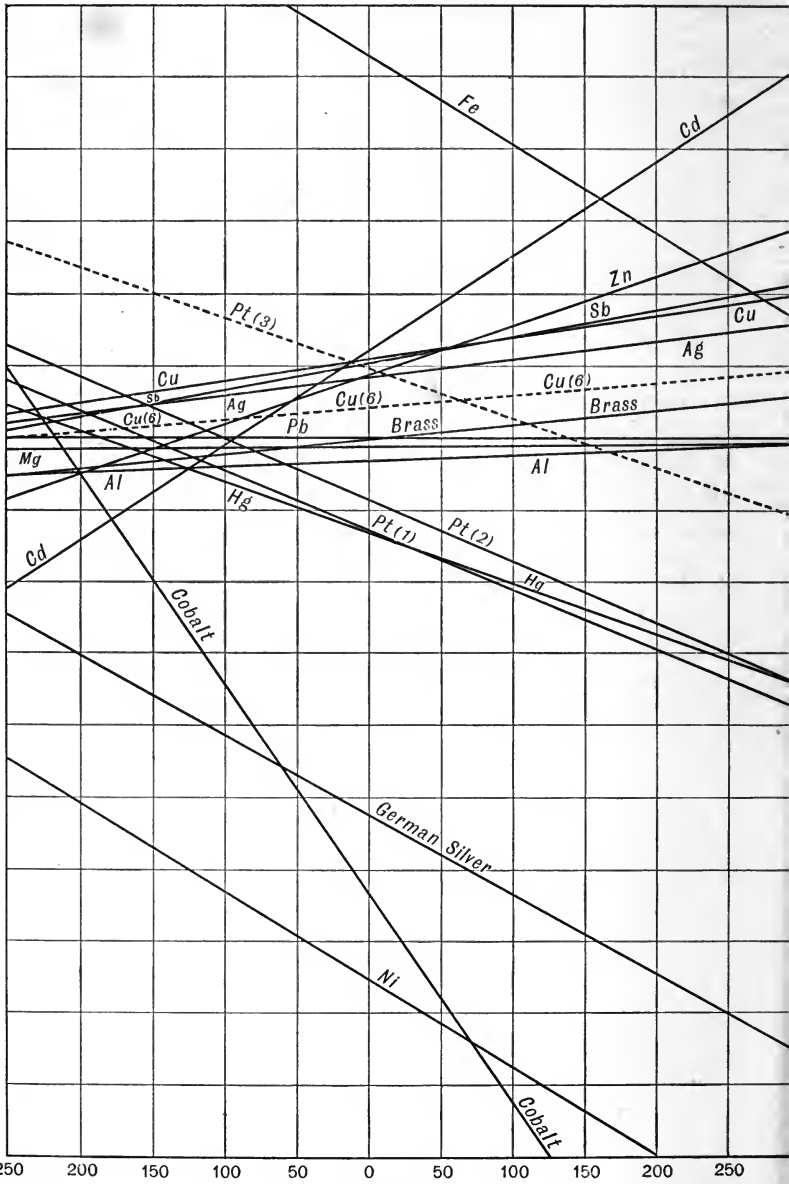 Fe
Cd
Zn
Pt (3)
Sb
Cu
Cu
Ag
Sb
Ag
Cu(6)
Cu(6)
Cu(6)
Pb
Brass
Brass
Mg
Al
Al
Hg
Pt(1)
Pt(2)
Hg
Cd
Cobalt
German Silver
Ni
Cobalt
250 200 150 100 50 0 50 100 150 200 250